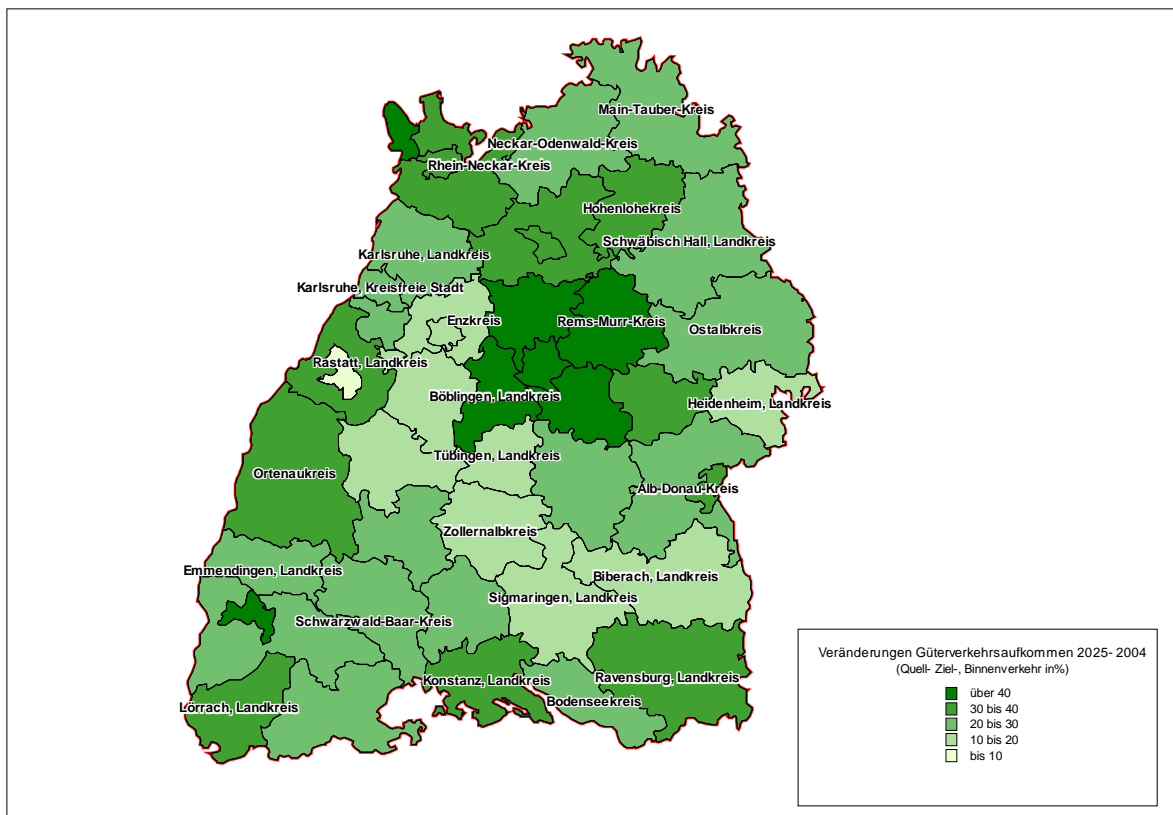 Main-Tauber-Kreis
Neckar-Odenwald-Kreis
Rhein-Neckar-Kreis
Hohenlohekreis
Schwäbisch Hall, Landkreis
Karlsruhe, Landkreis
Karlsruhe, Kreisfreie Stadt
Enzkreis
Rems-Murr-Kreis
Ostalbkreis
Rastatt, Landkreis
Böblingen, Landkreis
Heidenheim, Landkreis
Tübingen, Landkreis
Ortenaukreis
Alb-Donau-Kreis
Zollernalbkreis
Emmendingen, Landkreis
Biberach, Landkreis
Sigmaringen, Landkreis
Schwarzwald-Baar-Kreis
Konstanz, Landkreis
Ravensburg, Landkreis
Bodenseekreis
Lörrach, Landkreis
Veränderungen Güterverkehrsaufkommen 2025- 2004
(Quell- Ziel-, Binnenverkehr in%)
über 40
30 bis 40
20 bis 30
10 bis 20
bis 10